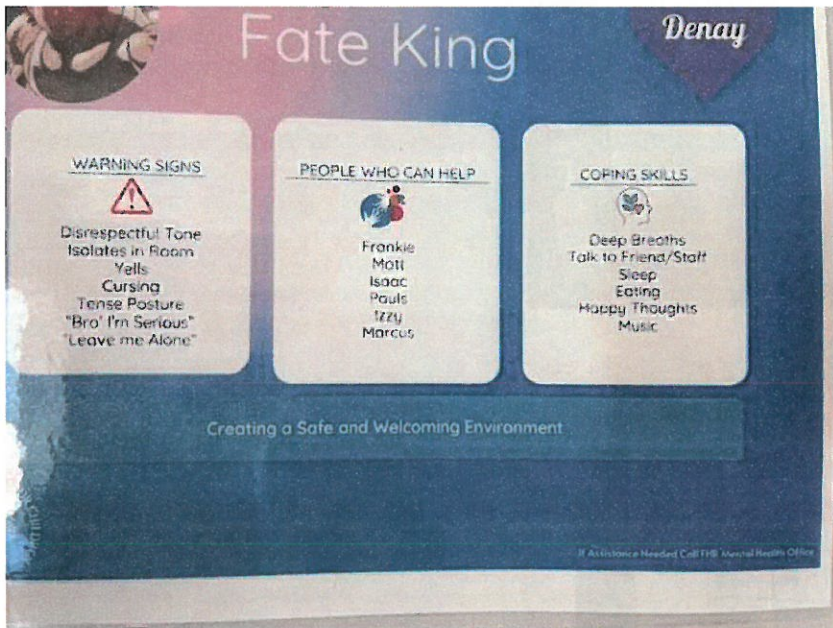 Fate King
Denay
WARNING SIGNS
Disrespectful Tone
Isolates in Room
Yells
Cursing
Tense Posture
"Bro' I'm Serious"
"Leave me Alone"
PEOPLE WHO CAN HELP
Frankie
Matt
Isaac
Pauls
Izzy
Marcus
COPING SKILLS
Deep Breaths
Talk to Friend/Staff
Sleep
Eating
Happy Thoughts
Music
Creating a Safe and Welcoming Environment
If Assistance Needed Call Mental Health Office